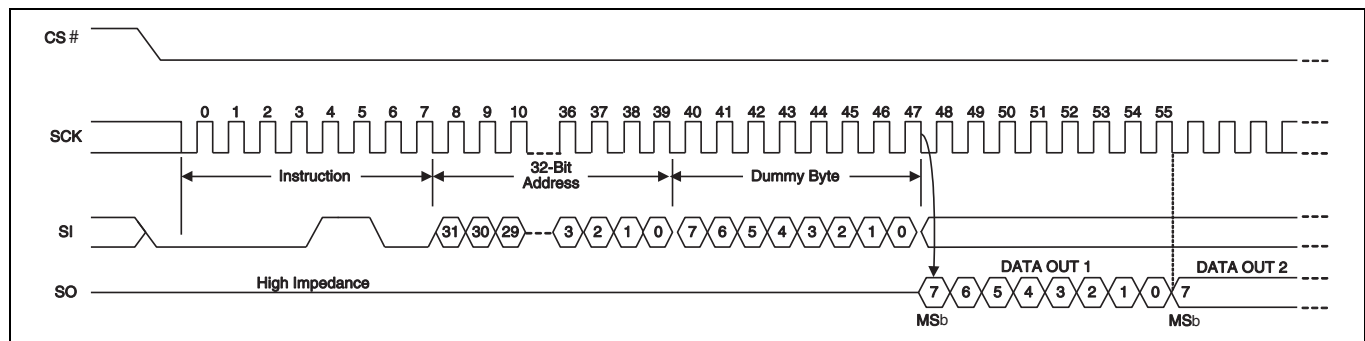 CS #
0 1 2 3 4 5 6 7 8 9 10 36 37 38 39 40 41 42 43 44 45 46 47 48 49 50 51 52 53 54 55
SCK
Instruction
32-Bit
Address
Dummy Byte
SI
31 30 29 3 2 1 0 7 6 5 4 3 2 1 0
DATA OUT 1
DATA OUT 2
High Impedance
SO
7 6 5 4 3 2 1 0 7
MSb
MSb